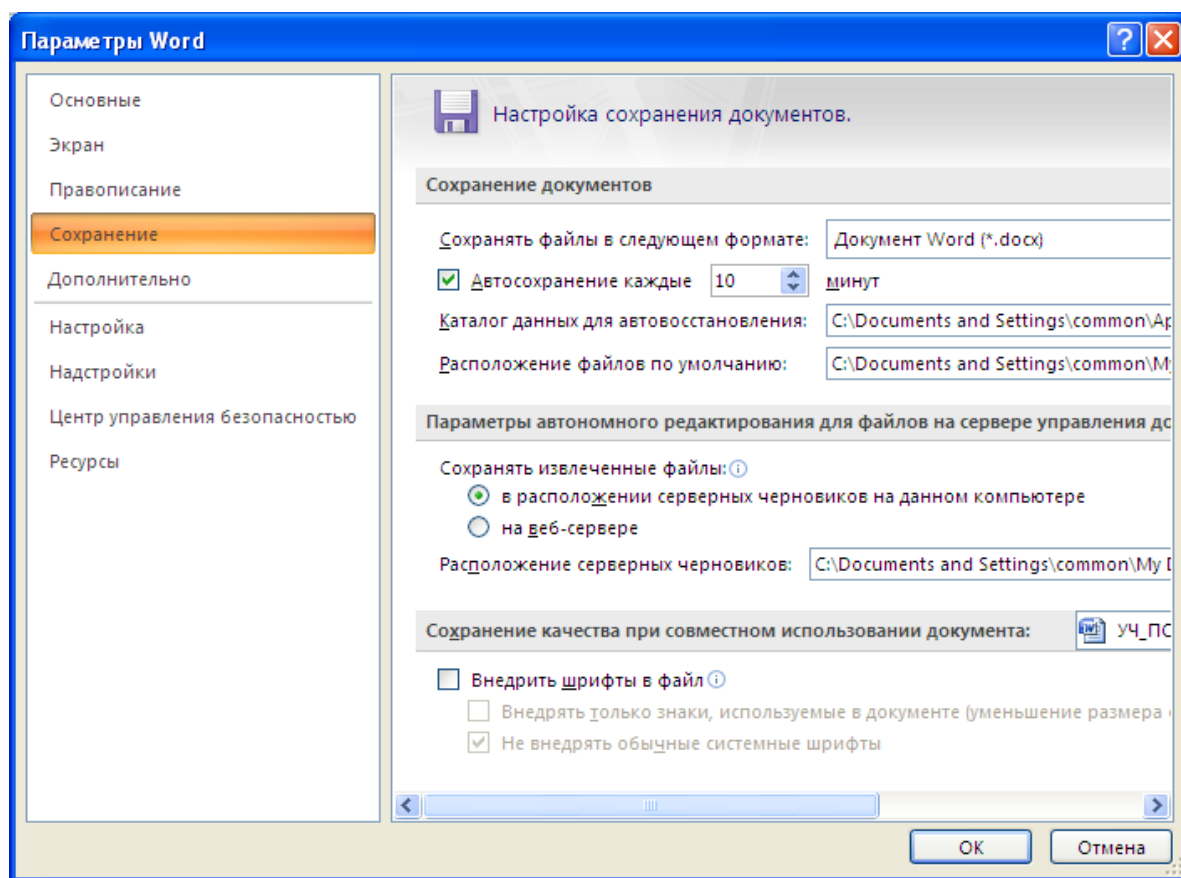 Параметры Word
Основные
Экран
Правописание
Сохранение
Дополнительно
Настройка
Надстройки
Центр управления безопасностью
Ресурсы
Настройка сохранения документов.
Сохранение документов
Сохранять файлы в следующем формате: Документ Word (*.docx)
Автосохранение каждые 10 минут
Каталог данных для автовосстановления: C:\Documents and Settings\common\Ap
Расположение файлов по умолчанию: C:\Documents and Settings\common\My
Параметры автономного редактирования для файлов на сервере управления до
Сохранять извлеченные файлы:
в расположении серверных черновиков на данном компьютере
на веб-сервере
Расположение серверных черновиков: C:\Documents and Settings\common\My D
Сохранение качества при совместном использовании документа: УЧ_ПС
Внедрить шрифты в файл
Внедрять только знаки, используемые в документе (уменьшение размера
Не внедрять обычные системные шрифты
ОК
Отмена